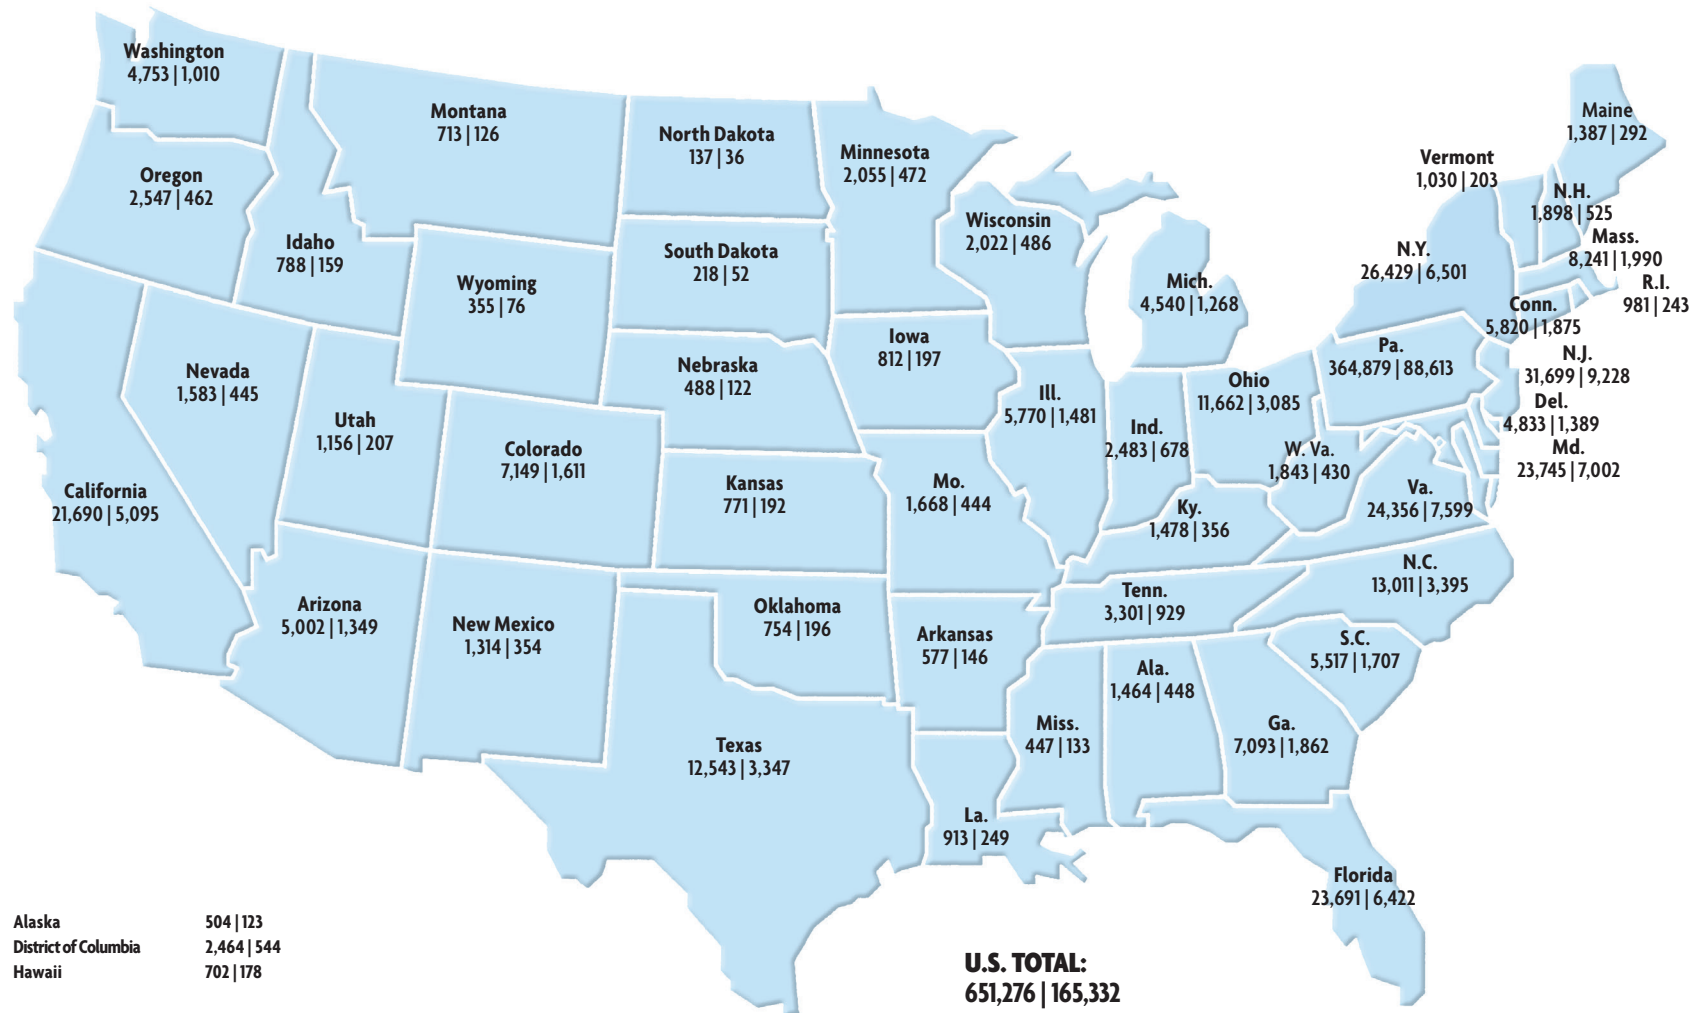 Washington
4,753 | 1,010
Montana
713 | 126
North Dakota
137 | 36
Minnesota
2,055 | 472
Maine
1,387 | 292
Vermont
1,030 | 203
N.H.
1,898 | 525
Oregon
2,547 | 462
Idaho
788 | 159
Wyoming
355 | 76
South Dakota
218 | 52
Wisconsin
2,022 | 486
Mich.
4,540 | 1,268
N.Y.
26,429 | 6,501
Mass.
8,241 | 1,990
R.I.
981 | 243
Conn.
5,820 | 1,875
Nevada
1,583 | 445
Utah
1,156 | 207
Nebraska
488 | 122
Iowa
812 | 197
Ill.
5,770 | 1,481
Ind.
2,483 | 678
Ohio
11,662 | 3,085
Pa.
364,879 | 88,613
N.J.
31,699 | 9,228
Del.
4,833 | 1,389
Md.
23,745 | 7,002
California
21,690 | 5,095
Colorado
7,149 | 1,611
Kansas
771 | 192
Mo.
1,668 | 444
Ky.
1,478 | 356
W. Va.
1,843 | 430
Va.
24,356 | 7,599
Arizona
5,002 | 1,349
New Mexico
1,314 | 354
Oklahoma
754 | 196
Arkansas
577 | 146
Tenn.
3,301 | 929
N.C.
13,011 | 3,395
S.C.
5,517 | 1,707
Texas
12,543 | 3,347
La.
913 | 249
Miss.
447 | 133
Ala.
1,464 | 448
Ga.
7,093 | 1,862
Florida
23,691 | 6,422
Alaska 504 | 123
District of Columbia 2,464 | 544
Hawaii 702 | 178
U.S. TOTAL:
651,276 | 165,332